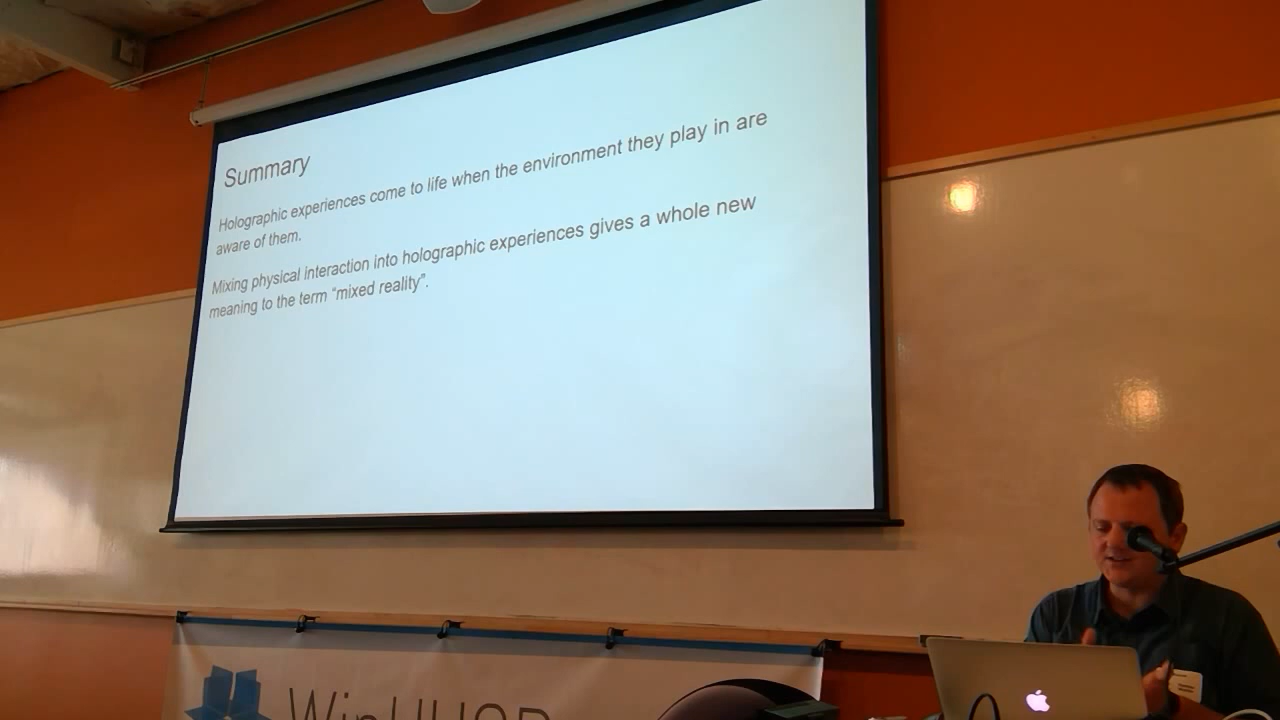 Summary
Holographic experiences come to life when the environment they play in are
aware of them.
Mixing physical interaction into holographic experiences gives a whole new
meaning to the term “mixed reality”.